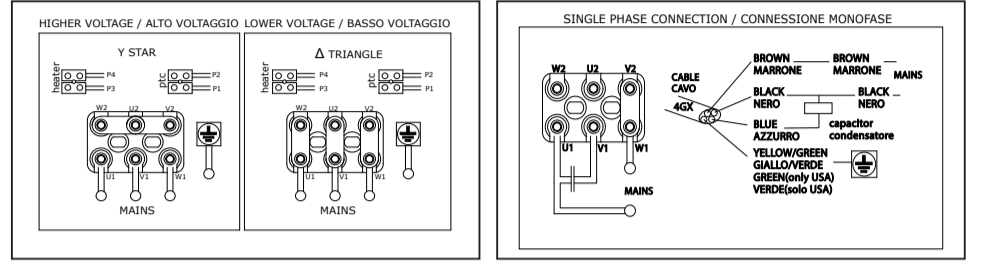 HIGHER VOLTAGE / ALTO VOLTAGGIO
Y STAR
heater
P4
P3
ptc
P2
P1
W2 U2 V2
U1 V1 W1
MAINS
LOWER VOLTAGE / BASSO VOLTAGGIO
Δ TRIANGLE
heater
P4
P3
ptc
P2
P1
W2 U2 V2
U1 V1 W1
MAINS
SINGLE PHASE CONNECTION / CONNESSIONE MONOFASE
W2 U2 V2
U1 V1 W1
MAINS
CABLE
CAVO
4GX
BROWN
MARRONE
BROWN
MARRONE
MAINS
BLACK
NERO
BLACK
NERO
BLUE
AZZURRO
capacitor
condensatore
YELLOW/GREEN
GIALLO/VERDE
GREEN(only USA)
VERDE(solo USA)